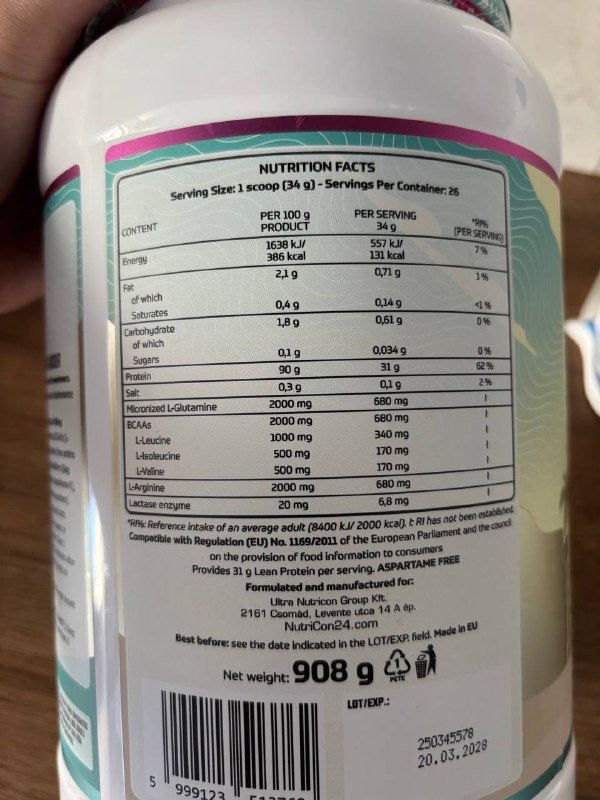 NUTRITION FACTS
Serving Size: 1 scoop (34 g) - Servings Per Container: 26
CONTENT PER 100 g PRODUCT PER SERVING 34 g *RI% (PER SERVING)
Energy 1638 kJ/ 386 kcal 557 kJ/ 131 kcal 7 %
Fat 2,1 g 0,71 g 1%
of which
Saturates 0,4 g 0,14 g <1 %
Carbohydrate 1,8 g 0,61 g 0 %
of which
Sugars 0,1 g 0,034 g 0 %
Protein 90 g 31 g 62 %
Salt 0,3 g 0,1 g 2 %
Micronized L-Glutamine 2000 mg 680 mg ł
BCAAs 2000 mg 680 mg ł
L-Leucine 1000 mg 340 mg ł
L-Isoleucine 500 mg 170 mg ł
L-Valine 500 mg 170 mg ł
L-Arginine 2000 mg 680 mg ł
Lactase enzyme 20 mg 6,8 mg ł
*RI%: Reference intake of an average adult (8400 kJ/ 2000 kcal). ł: RI has not been established.
Compatible with Regulation (EU) No. 1169/2011 of the European Parliament and the council
on the provision of food information to consumers
Provides 31 g Lean Protein per serving. ASPARTAME FREE
Formulated and manufactured for:
Ultra Nutricon Group Kft.
2161 Csomád, Levente utca 14 A ép.
NutriCon24.com
Best before: see the date indicated in the LOT/EXP. field. Made in EU
Net weight: 908 g
1
PETE
LOT/EXP.:
250345578
20.03.2028
5 999123